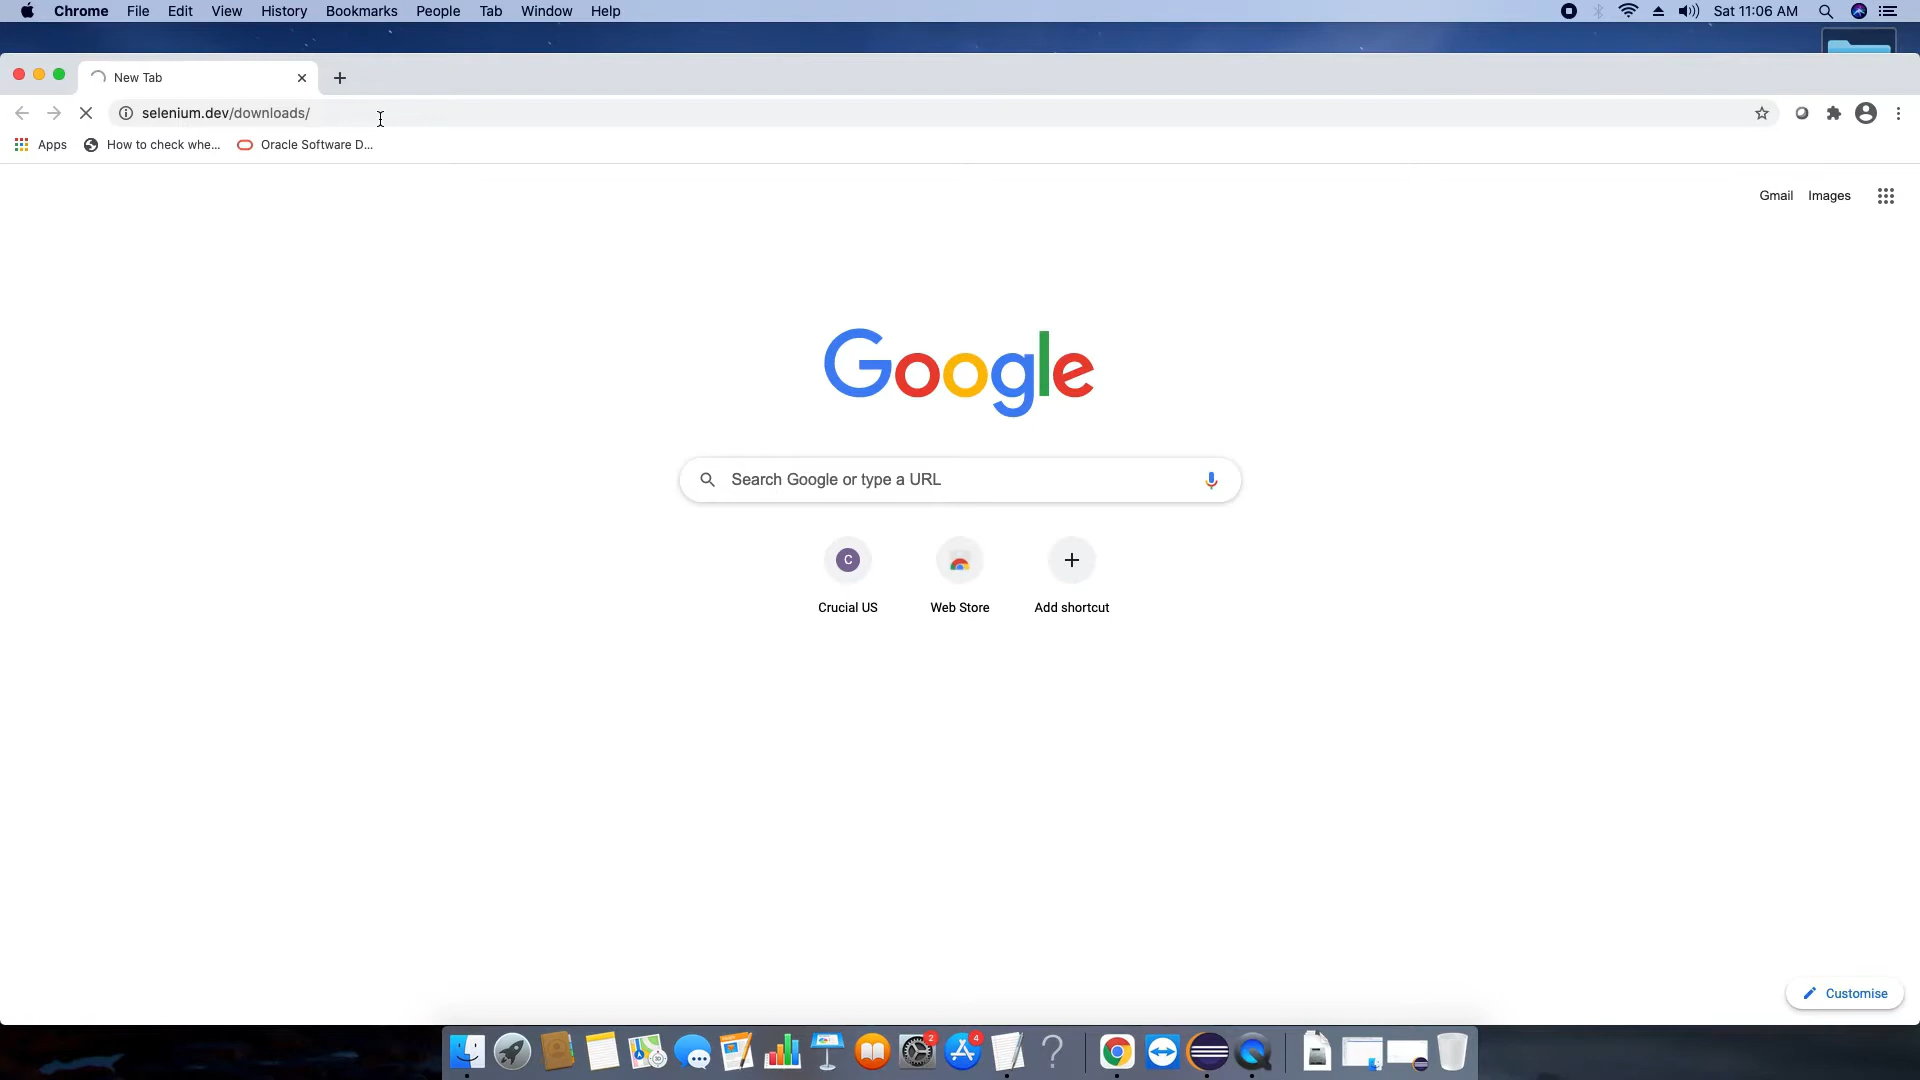 Chrome File Edit View History Bookmarks People Tab Window Help Sat 11:06 AM
New Tab
selenium.dev/downloads/
Apps How to check whe... Oracle Software D...
Gmail Images
Google
Search Google or type a URL
C
Crucial US Web Store Add shortcut
Customise
2 4